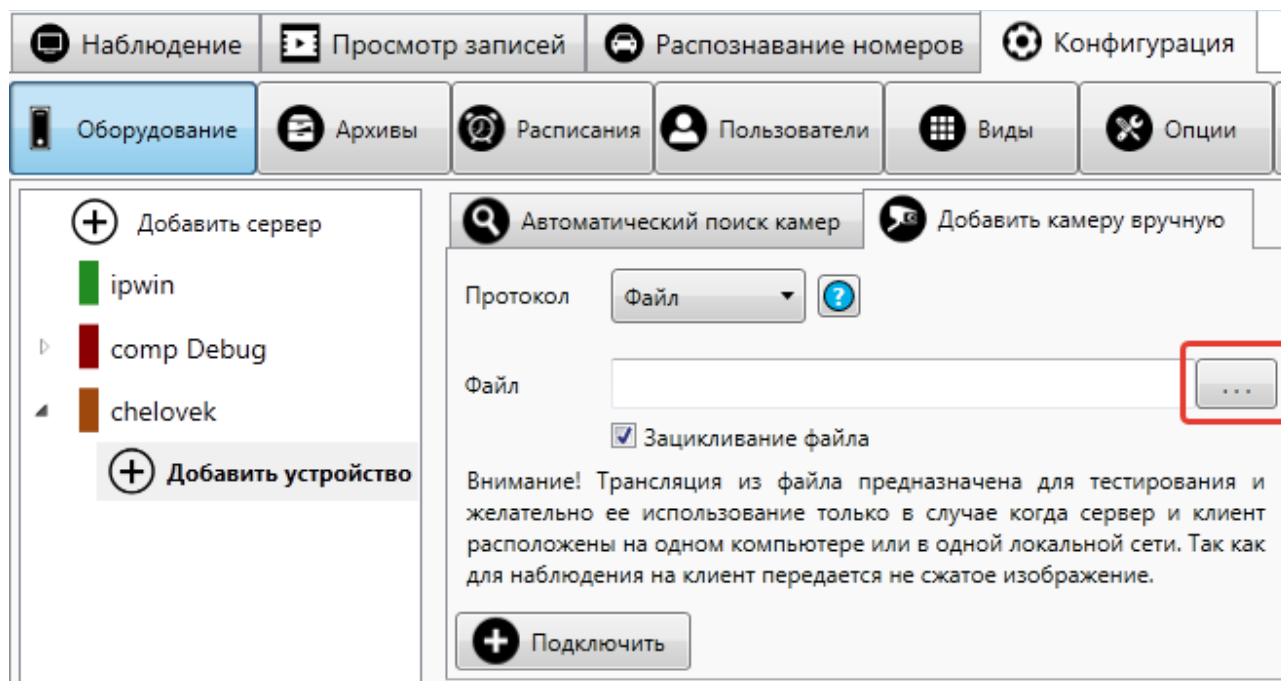 Наблюдение Просмотр записей Распознавание номеров Конфигурация
Оборудование Архивы Расписания Пользователи Виды Опции
Добавить сервер
ipwin
comp Debug
chelovek
Добавить устройство
Автоматический поиск камер Добавить камеру вручную
Протокол Файл ?
Файл ...
Зацикливание файла
Внимание! Трансляция из файла предназначена для тестирования и
желательно ее использование только в случае когда сервер и клиент
расположены на одном компьютере или в одной локальной сети. Так как
для наблюдения на клиент передается не сжатое изображение.
Подключить